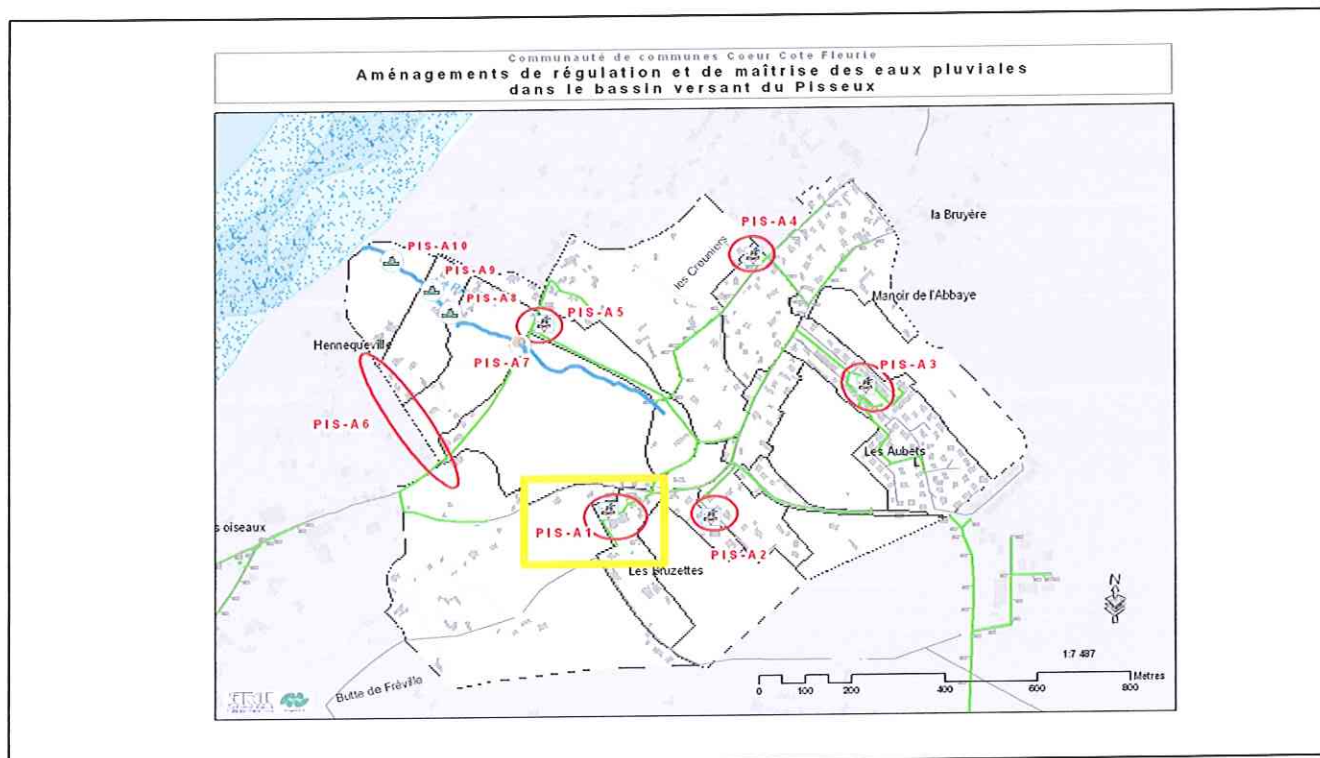 Communauté de communes Coeur Cote Fleurie
Aménagements de régulation et de maîtrise des eaux pluviales
dans le bassin versant du Pisseux
PIS-A4
la Bruyère
PIS-A10
les Creuniers
PIS-A9
Manoir de l'Abbaye
PIS-A8
PIS-A5
Hennequeville
PIS-A7
PIS-A3
PIS-A6
Les Aubets
s oiseaux
PIS-A1
PIS-A2
Les Bruzettes
N
1:7 487
Butte de Fréville
Metres
0 100 200 400 600 800